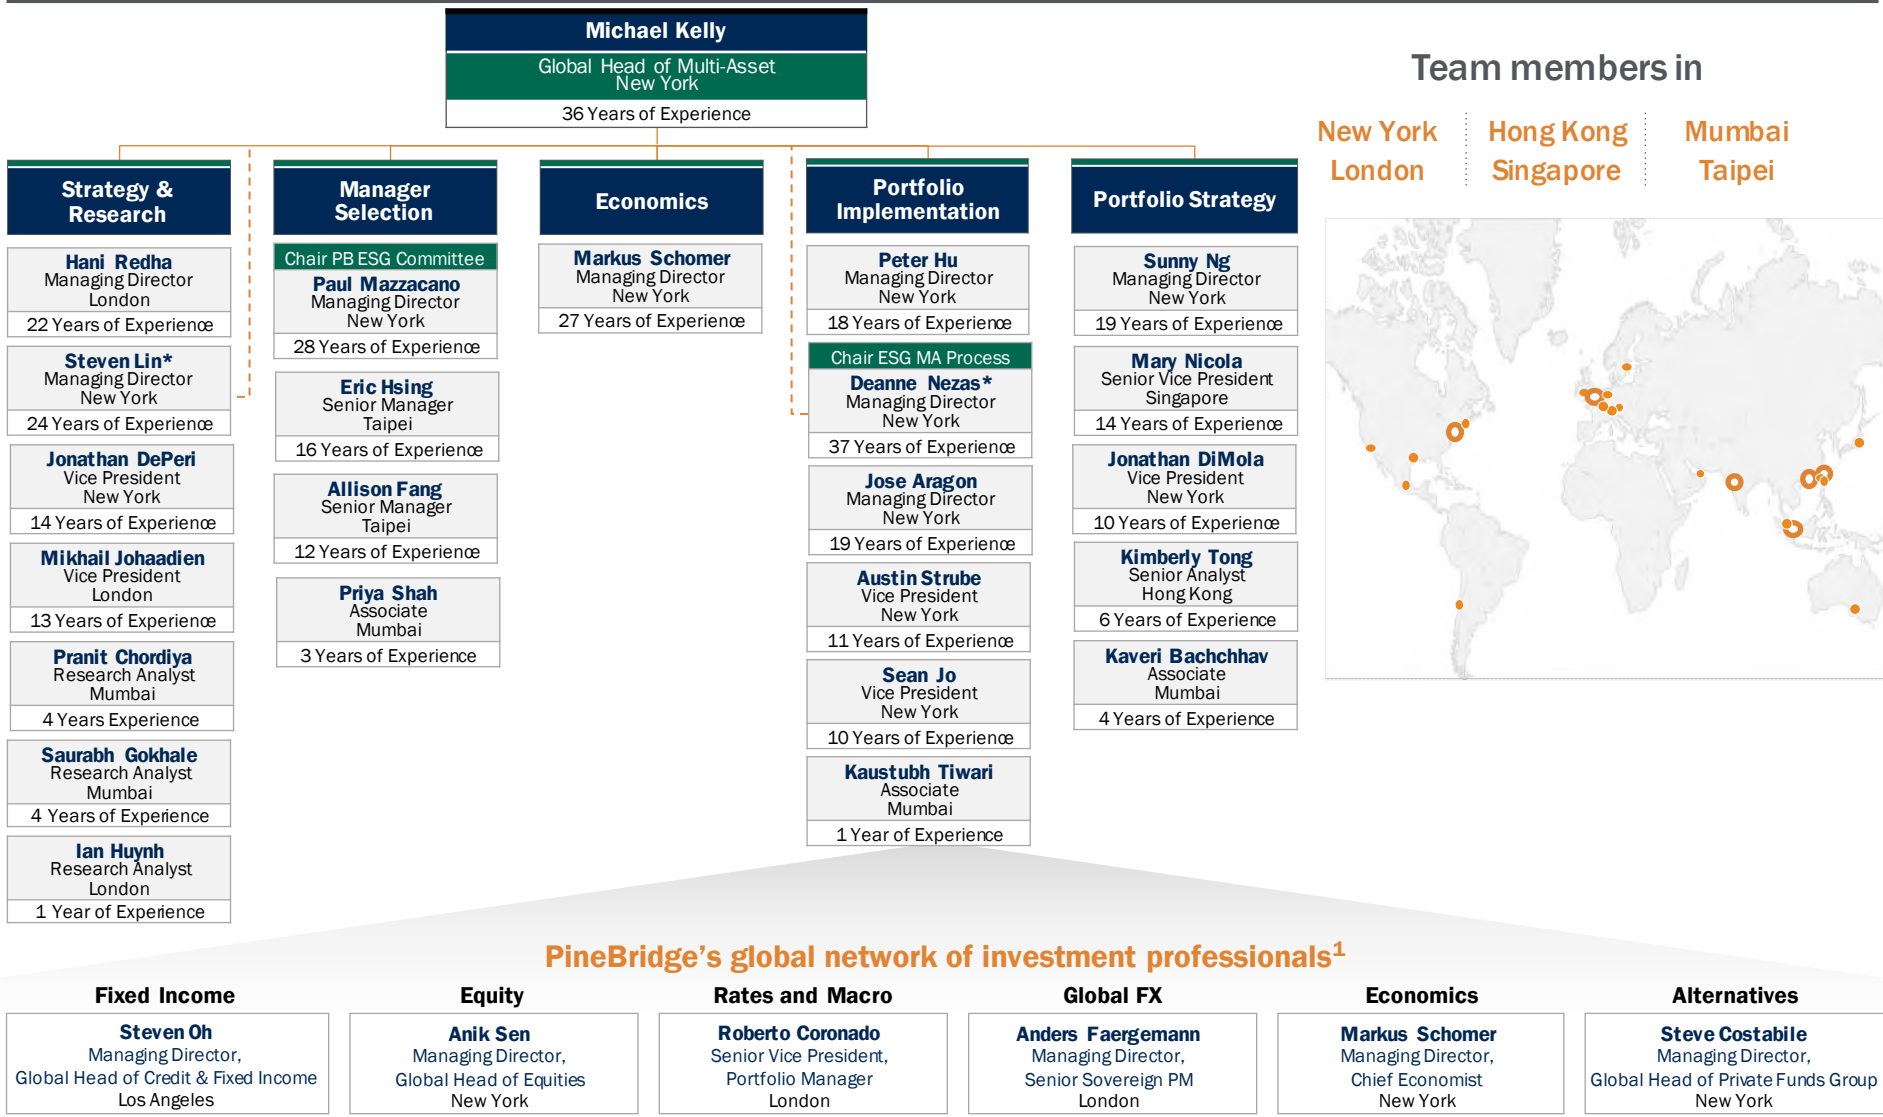 Michael Kelly
Global Head of Multi-Asset
New York
36 Years of Experience
Team members in
New York
London
Hong Kong
Singapore
Mumbai
Taipei
Strategy &
Research
Hani Redha
Managing Director
London
22 Years of Experience
Steven Lin*
Managing Director
New York
24 Years of Experience
Jonathan DePeri
Vice President
New York
14 Years of Experience
Mikhail Johaadien
Vice President
London
13 Years of Experience
Pranit Chordiya
Research Analyst
Mumbai
4 Years Experience
Saurabh Gokhale
Research Analyst
Mumbai
4 Years of Experience
Ian Huynh
Research Analyst
London
1 Year of Experience
Manager
Selection
Chair PB ESG Committee
Paul Mazzacano
Managing Director
New York
28 Years of Experience
Eric Hsing
Senior Manager
Taipei
16 Years of Experience
Allison Fang
Senior Manager
Taipei
12 Years of Experience
Priya Shah
Associate
Mumbai
3 Years of Experience
Economics
Markus Schomer
Managing Director
New York
27 Years of Experience
Portfolio
Implementation
Peter Hu
Managing Director
New York
18 Years of Experience
Chair ESG MA Process
Deanne Nezas*
Managing Director
New York
37 Years of Experience
Jose Aragon
Managing Director
New York
19 Years of Experience
Austin Strube
Vice President
New York
11 Years of Experience
Sean Jo
Vice President
New York
10 Years of Experience
Kaustubh Tiwari
Associate
Mumbai
1 Year of Experience
Portfolio Strategy
Sunny Ng
Managing Director
New York
19 Years of Experience
Mary Nicola
Senior Vice President
Singapore
14 Years of Experience
Jonathan DiMola
Vice President
New York
10 Years of Experience
Kimberly Tong
Senior Analyst
Hong Kong
6 Years of Experience
Kaveri Bachchhav
Associate
Mumbai
4 Years of Experience
PineBridge's global network of investment professionals¹
Fixed Income
Steven Oh
Managing Director,
Global Head of Credit & Fixed Income
Los Angeles
Equity
Anik Sen
Managing Director,
Global Head of Equities
New York
Rates and Macro
Roberto Coronado
Senior Vice President,
Portfolio Manager
London
Global FX
Anders Faergemann
Managing Director,
Senior Sovereign PM
London
Economics
Markus Schomer
Managing Director,
Chief Economist
New York
Alternatives
Steve Costabile
Managing Director,
Global Head of Private Funds Group
New York